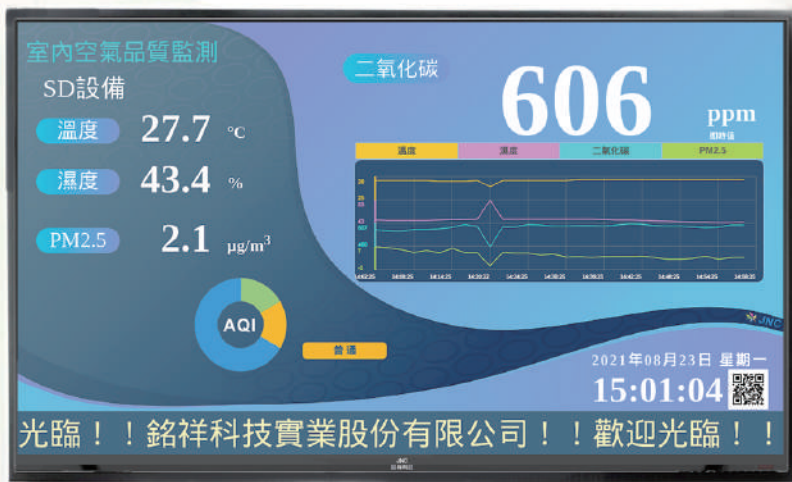 室內空氣品質監測
SD設備
溫度 27.7 °C
濕度 43.4 %
PM2.5 2.1 μg/m³
二氧化碳 606 ppm
即時值
溫度 濕度 二氧化碳 PM2.5
AQI
普通
JNC
2021年08月23日 星期一
15:01:04
光臨！！銘祥科技實業股份有限公司！！歡迎光臨！！
JNC